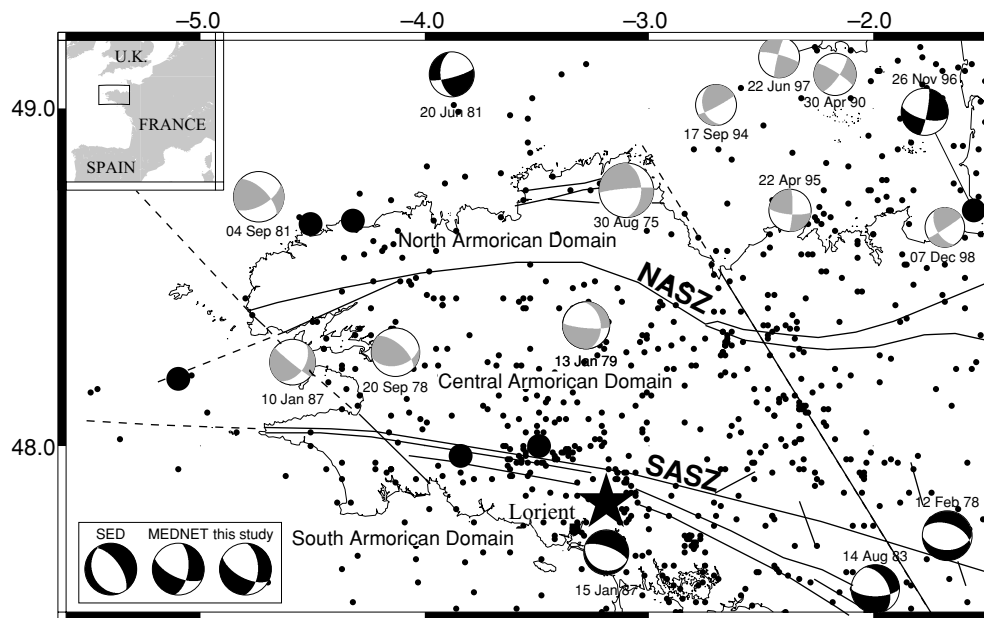 -5.0
-4.0
-3.0
-2.0
49.0
48.0
U.K.
FRANCE
SPAIN
20 Jun 81
22 Jun 97
30 Apr 90
26 Nov 96
17 Sep 94
04 Sep 81
30 Aug 75
22 Apr 95
07 Dec 98
North Armorican Domain
NASZ
13 Jan 79
10 Jan 87
20 Sep 78
Central Armorican Domain
SASZ
Lorient
12 Feb 78
South Armorican Domain
14 Aug 83
15 Jan 87
SED
MEDNET
this study